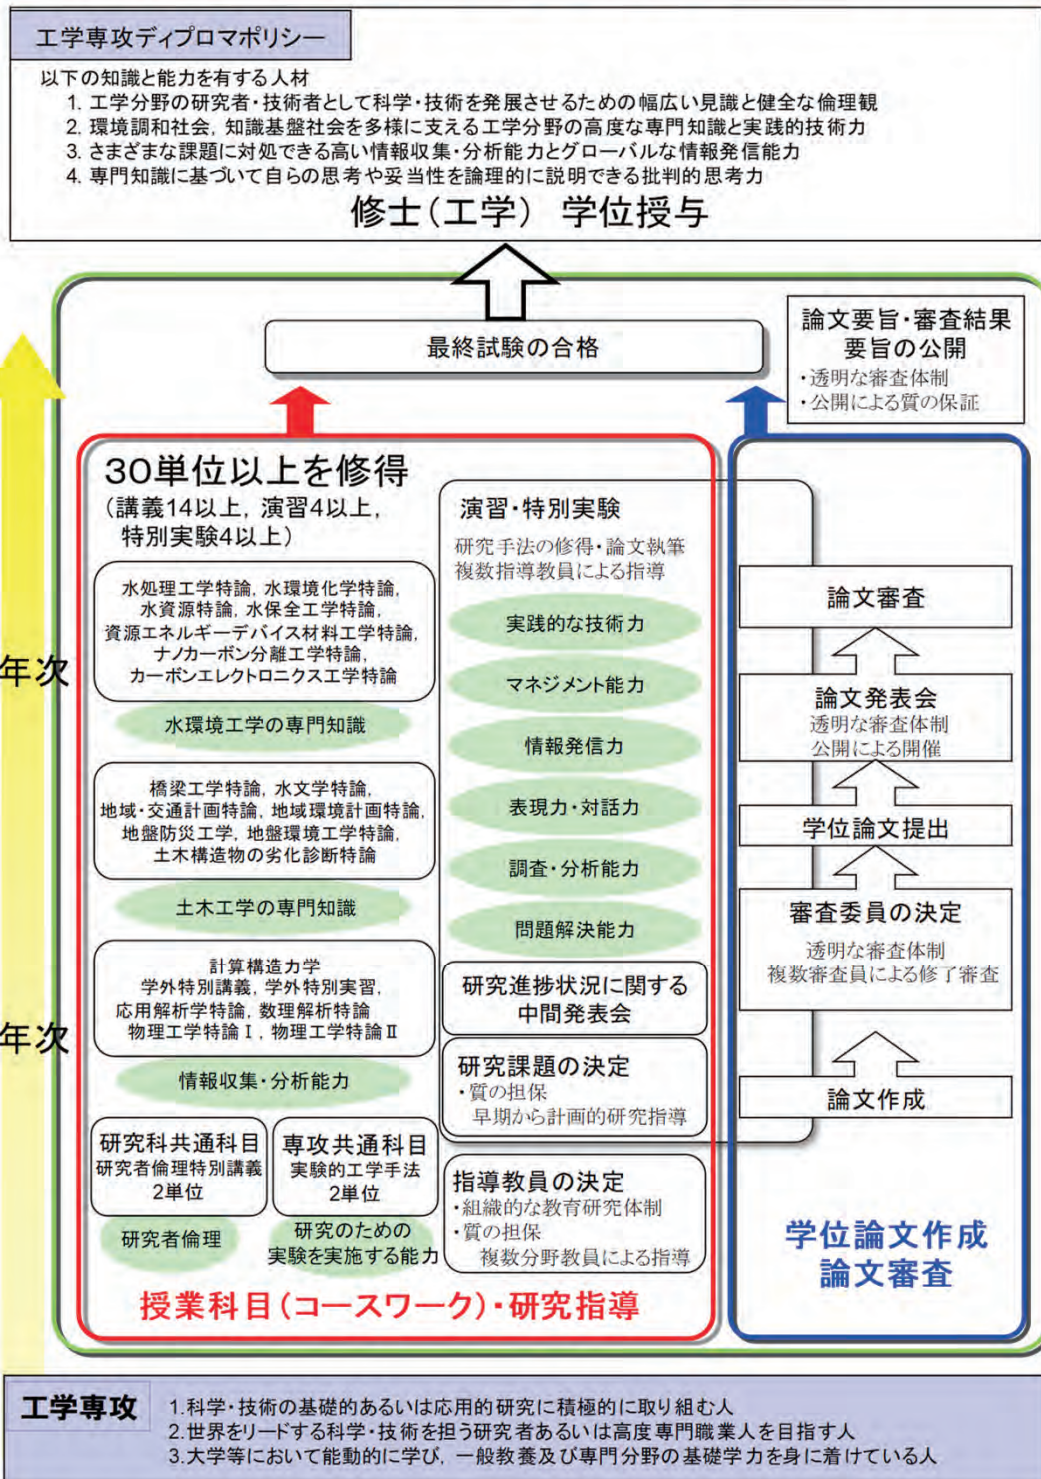 工学専攻ディプロマポリシー
以下の知識と能力を有する人材
1. 工学分野の研究者・技術者として科学・技術を発展させるための幅広い見識と健全な倫理観
2. 環境調和社会，知識基盤社会を多様に支える工学分野の高度な専門知識と実践的技術力
3. さまざまな課題に対処できる高い情報収集・分析能力とグローバルな情報発信能力
4. 専門知識に基づいて自らの思考や妥当性を論理的に説明できる批判的思考力
修士（工学） 学位授与
最終試験の合格
論文要旨・審査結果
要旨の公開
・透明な審査体制
・公開による質の保証
年次
年次
30単位以上を修得
（講義14以上，演習4以上，
特別実験4以上）
水処理工学特論，水環境化学特論，
水資源特論，水保全工学特論，
資源エネルギーデバイス材料工学特論，
ナノカーボン分離工学特論，
カーボンエレクトロニクス工学特論
水環境工学の専門知識
橋梁工学特論，水文学特論，
地域・交通計画特論，地域環境計画特論，
地盤防災工学，地盤環境工学特論，
土木構造物の劣化診断特論
土木工学の専門知識
計算構造力学
学外特別講義，学外特別実習，
応用解析学特論，数理解析特論
物理工学特論Ⅰ，物理工学特論Ⅱ
情報収集・分析能力
研究科共通科目
研究者倫理特別講義
2単位
研究者倫理
専攻共通科目
実験的工学手法
2単位
研究のための
実験を実施する能力
演習・特別実験
研究手法の修得・論文執筆
複数指導教員による指導
実践的な技術力
マネジメント能力
情報発信力
表現力・対話力
調査・分析能力
問題解決能力
研究進捗状況に関する
中間発表会
研究課題の決定
・質の担保
早期から計画的研究指導
指導教員の決定
・組織的な教育研究体制
・質の担保
複数分野教員による指導
授業科目（コースワーク）・研究指導
論文審査
論文発表会
透明な審査体制
公開による開催
学位論文提出
審査委員の決定
透明な審査体制
複数審査員による修了審査
論文作成
学位論文作成
論文審査
工学専攻
1.科学・技術の基礎的あるいは応用的研究に積極的に取り組む人
2.世界をリードする科学・技術を担う研究者あるいは高度専門職業人を目指す人
3.大学等において能動的に学び，一般教養及び専門分野の基礎学力を身に着けている人